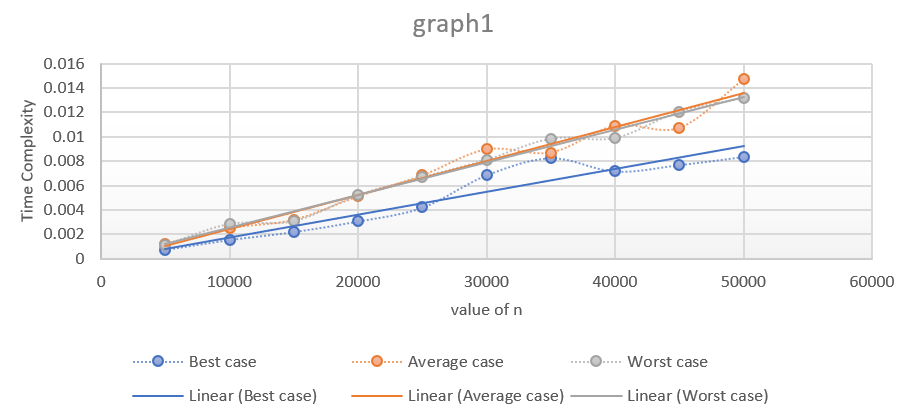 graph1
0.016
0.014
0.012
0.01
0.008
0.006
0.004
0.002
0
Time Complexity
0 10000 20000 30000 40000 50000 60000
value of n
Best case Average case Worst case
Linear (Best case) Linear (Average case) Linear (Worst case)